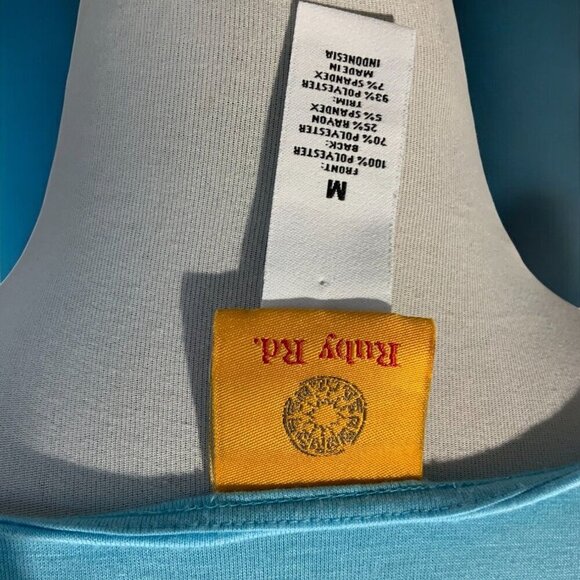 Ruby Rd.
M
FRONT:
100% POLYESTER
BACK:
70% POLYESTER
25% RAYON
5% SPANDEX
TRIM:
93% POLYESTER
7% SPANDEX
MADE IN
INDONESIA